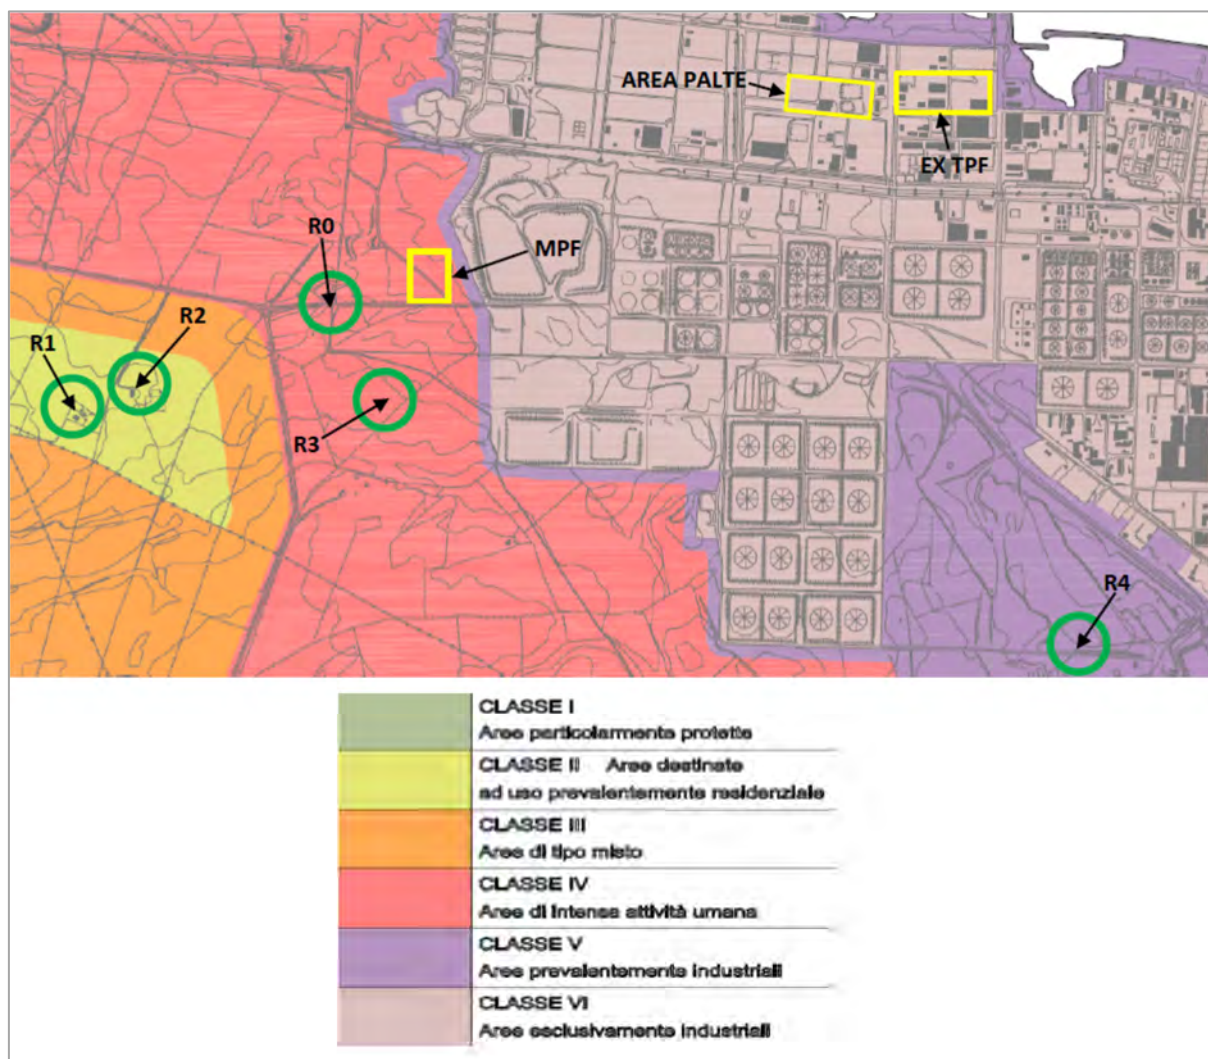 AREA PALTE
EX TPF
R0
MPF
R1
R2
R3
R4
CLASSE I
Aree particolarmente protette
CLASSE II Aree destinate
ad uso prevalentemente residenziale
CLASSE III
Aree di tipo misto
CLASSE IV
Aree di intensa attività umana
CLASSE V
Aree prevalentemente industriali
CLASSE VI
Aree esclusivamente industriali